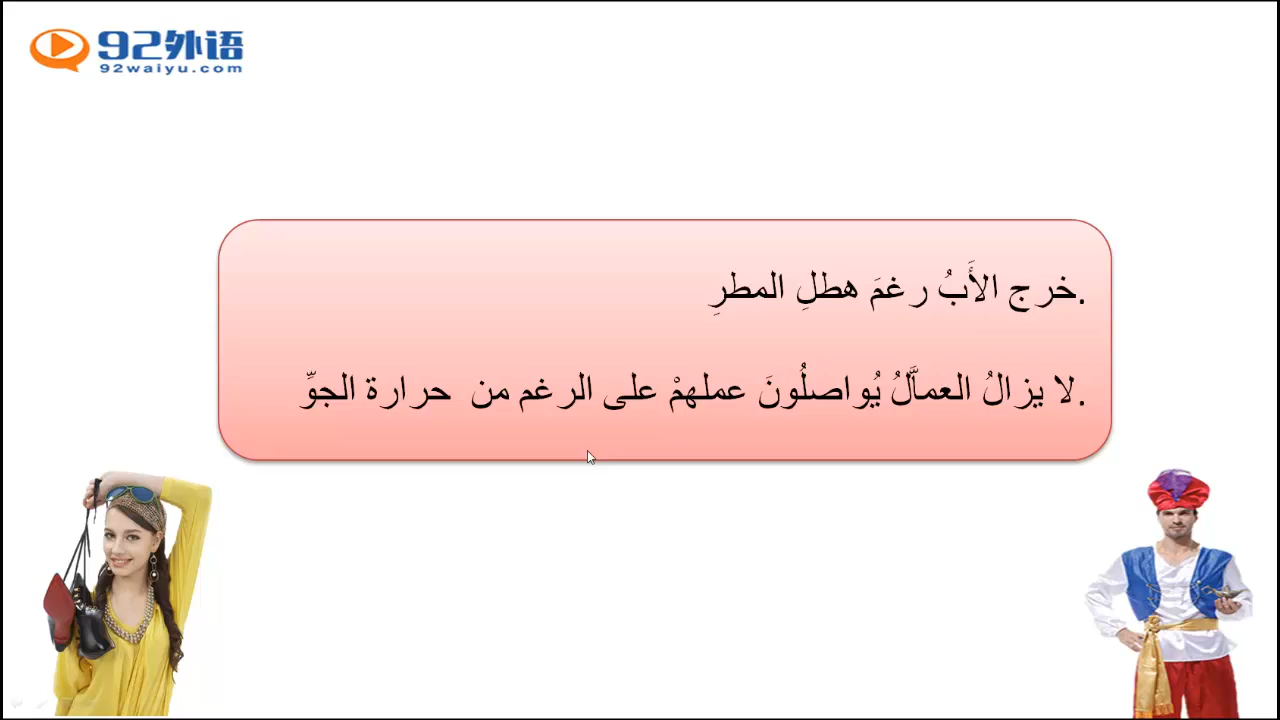 92外语
92waiyu.com
خرج الأَبُ رغمَ هطلِ المطرِ.
لا يزالُ العماَّلُ يُواصلُونَ عملهمْ على الرغم من حرارة الجوِّ.